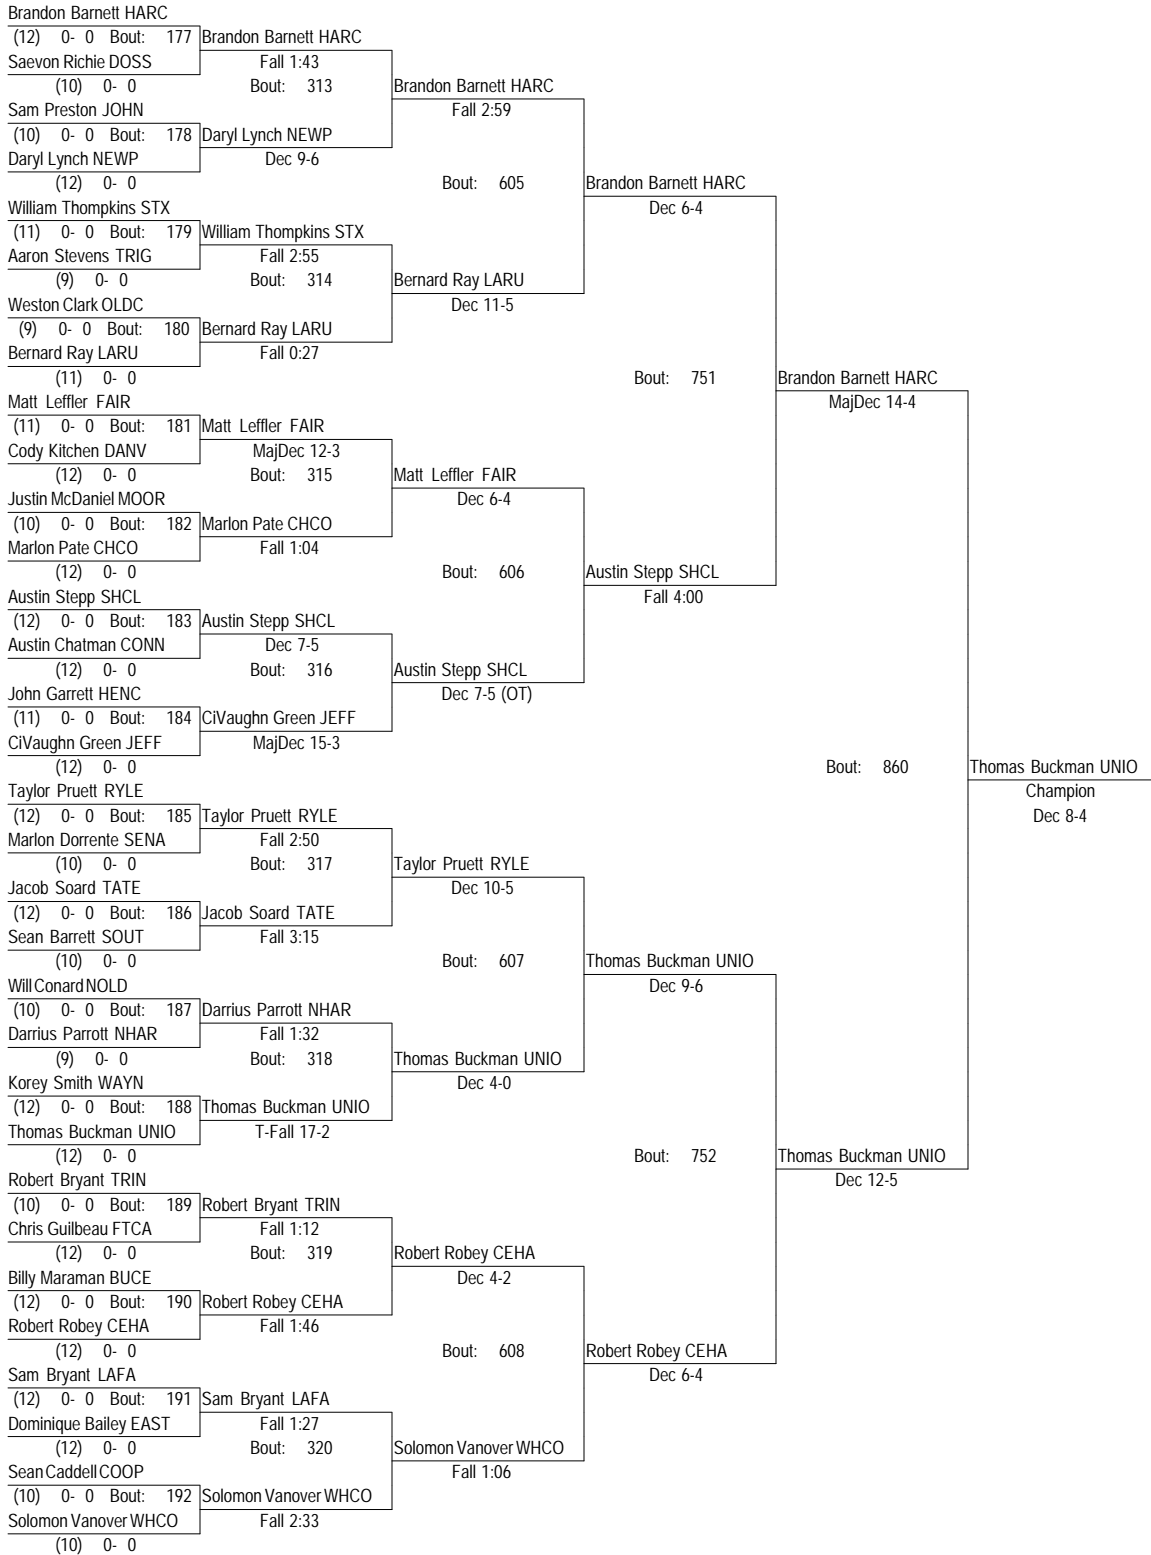 Brandon Barnett HARC
(12) 0- 0 Bout: 177 Brandon Barnett HARC
Saevon Richie DOSS Fall 1:43
(10) 0- 0 Bout: 313 Brandon Barnett HARC
Sam Preston JOHN Fall 2:59
(10) 0- 0 Bout: 178 Daryl Lynch NEWP
Daryl Lynch NEWP Dec 9-6
(12) 0- 0 Bout: 605 Brandon Barnett HARC
William Thompkins STX Dec 6-4
(11) 0- 0 Bout: 179 William Thompkins STX
Aaron Stevens TRIG Fall 2:55
(9) 0- 0 Bout: 314 Bernard Ray LARU
Weston Clark OLDC Dec 11-5
(9) 0- 0 Bout: 180 Bernard Ray LARU
Bernard Ray LARU Fall 0:27
(11) 0- 0 Bout: 751 Brandon Barnett HARC
Matt Leffler FAIR MajDec 14-4
(11) 0- 0 Bout: 181 Matt Leffler FAIR
Cody Kitchen DANV MajDec 12-3
(12) 0- 0 Bout: 315 Matt Leffler FAIR
Justin McDaniel MOOR Dec 6-4
(10) 0- 0 Bout: 182 Marlon Pate CHCO
Marlon Pate CHCO Fall 1:04
(12) 0- 0 Bout: 606 Austin Stepp SHCL
Austin Stepp SHCL Fall 4:00
(12) 0- 0 Bout: 183 Austin Stepp SHCL
Austin Chatman CONN Dec 7-5
(12) 0- 0 Bout: 316 Austin Stepp SHCL
John Garrett HENC Dec 7-5 (OT)
(11) 0- 0 Bout: 184 CiVaughn Green JEFF
CiVaughn Green JEFF MajDec 15-3
(12) 0- 0 Bout: 860 Thomas Buckman UNIO
Taylor Pruett RYLE Champion
(12) 0- 0 Bout: 185 Taylor Pruett RYLE Dec 8-4
Marlon Dorrente SENA Fall 2:50
(10) 0- 0 Bout: 317 Taylor Pruett RYLE
Jacob Soard TATE Dec 10-5
(12) 0- 0 Bout: 186 Jacob Soard TATE
Sean Barrett SOUT Fall 3:15
(10) 0- 0 Bout: 607 Thomas Buckman UNIO
Will Conard NOLD Dec 9-6
(10) 0- 0 Bout: 187 Darrius Parrott NHAR
Darrius Parrott NHAR Fall 1:32
(9) 0- 0 Bout: 318 Thomas Buckman UNIO
Korey Smith WAYN Dec 4-0
(12) 0- 0 Bout: 188 Thomas Buckman UNIO
Thomas Buckman UNIO T-Fall 17-2
(12) 0- 0 Bout: 752 Thomas Buckman UNIO
Robert Bryant TRIN Dec 12-5
(10) 0- 0 Bout: 189 Robert Bryant TRIN
Chris Guilbeau FTCA Fall 1:12
(12) 0- 0 Bout: 319 Robert Robey CEHA
Billy Maraman BUCE Dec 4-2
(12) 0- 0 Bout: 190 Robert Robey CEHA
Robert Robey CEHA Fall 1:46
(12) 0- 0 Bout: 608 Robert Robey CEHA
Sam Bryant LAFA Dec 6-4
(12) 0- 0 Bout: 191 Sam Bryant LAFA
Dominique Bailey EAST Fall 1:27
(12) 0- 0 Bout: 320 Solomon Vanover WHCO
Sean Caddell COOP Fall 1:06
(10) 0- 0 Bout: 192 Solomon Vanover WHCO
Solomon Vanover WHCO Fall 2:33
(10) 0- 0